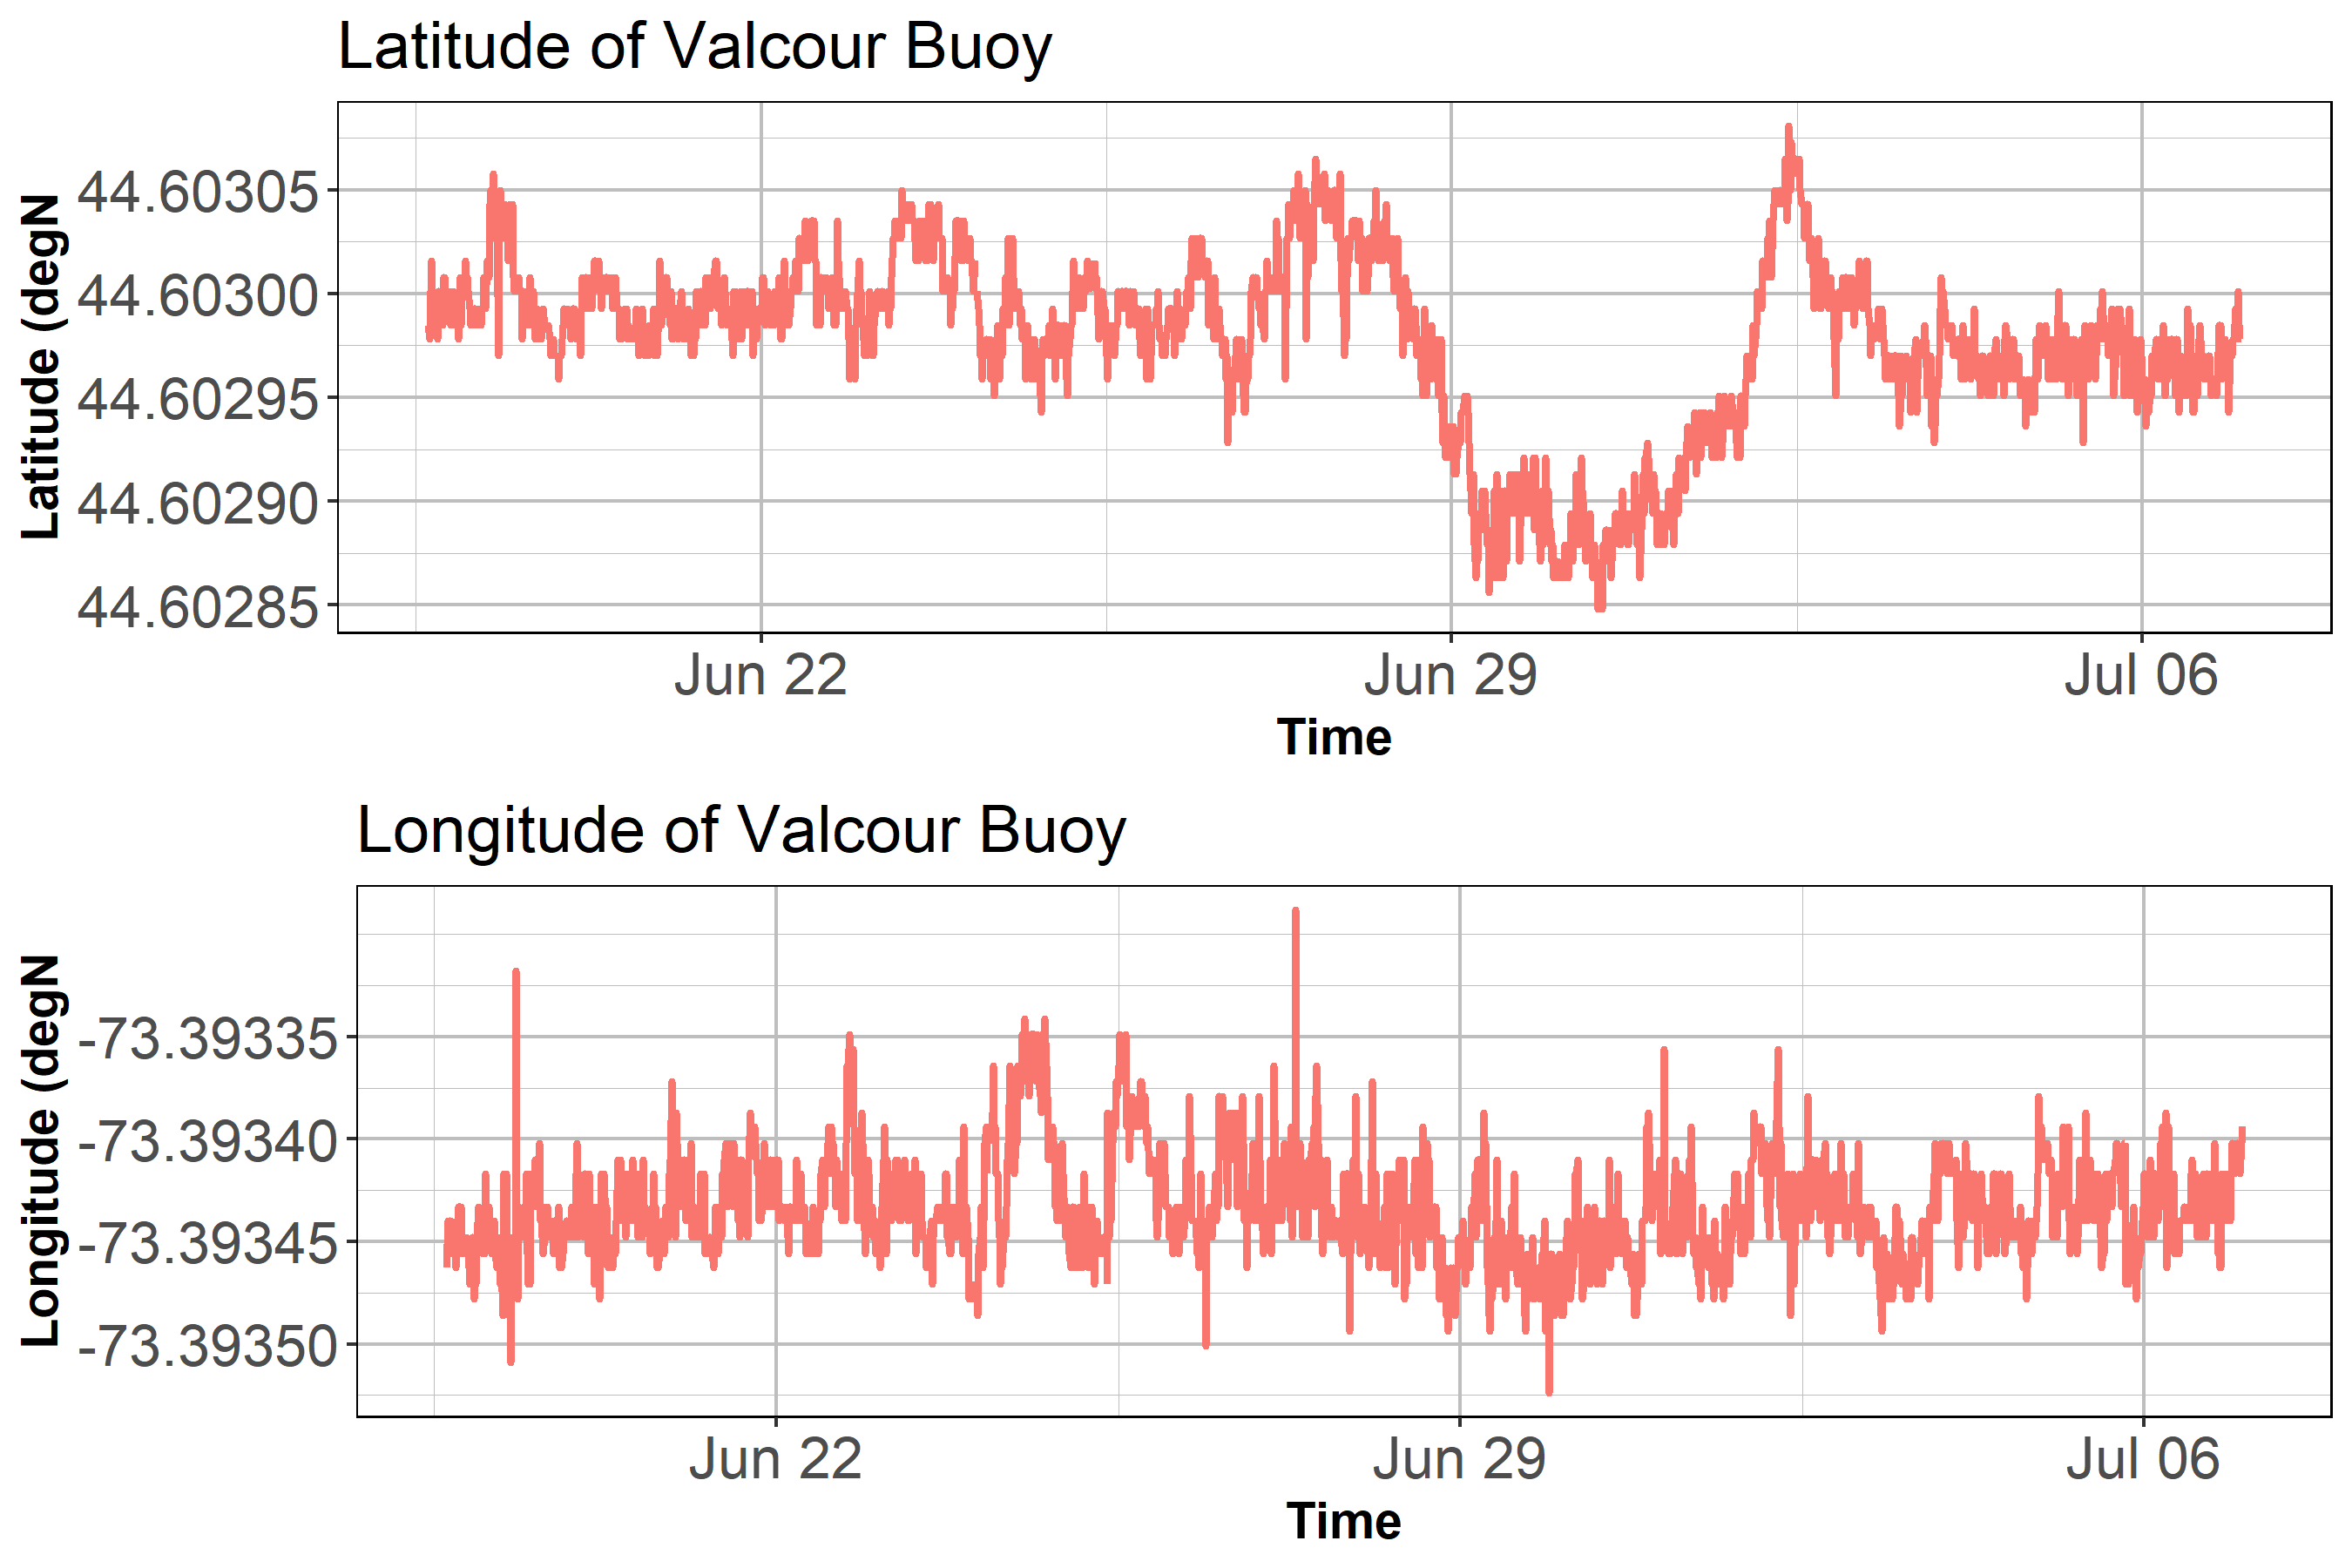 Latitude of Valcour Buoy
Latitude (degN
44.60305
44.60300
44.60295
44.60290
44.60285
Jun 22
Jun 29
Jul 06
Time
Longitude of Valcour Buoy
Longitude (degN
-73.39335
-73.39340
-73.39345
-73.39350
Jun 22
Jun 29
Jul 06
Time